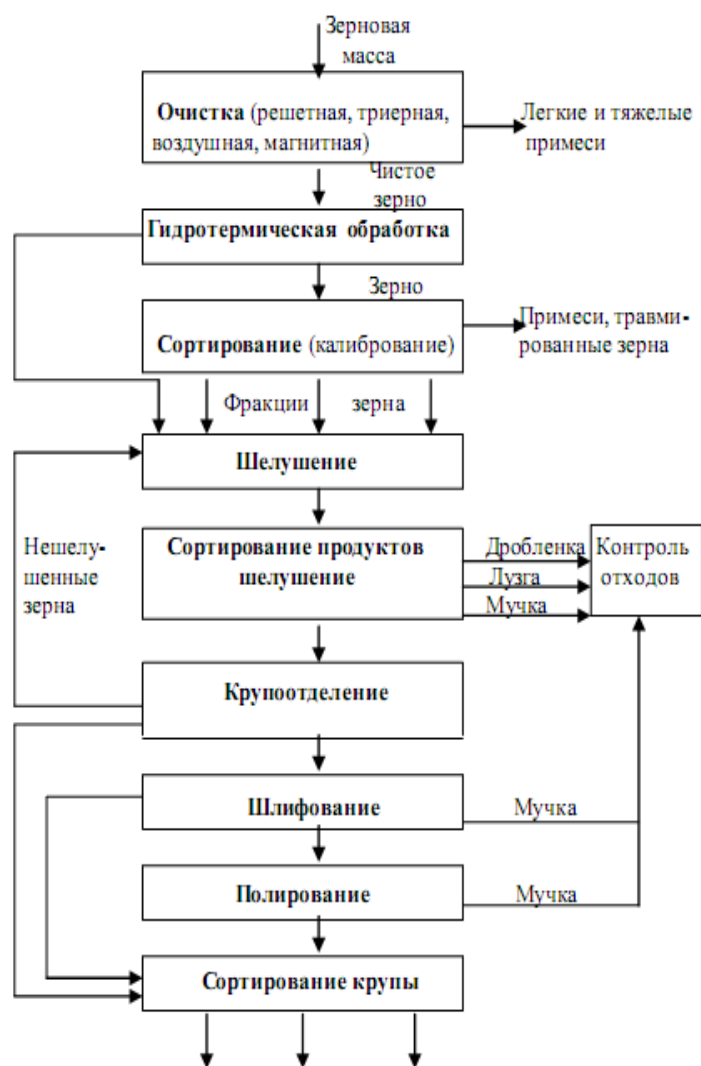 Зерновая
масса
Очистка (решетная, триерная,
воздушная, магнитная)
Легкие и тяжелые
примеси
Чистое
зерно
Гидротермическая обработка
Зерно
Сортирование (калибрование)
Примеси, травми-
рованные зерна
Фракции зерна
Шелушение
Нешелу-
шенные
зерна
Сортирование продуктов
шелушение
Дробленка
Лузга
Мучка
Контроль
отходов
Крупоотделение
Шлифование
Мучка
Полирование
Мучка
Сортирование крупы